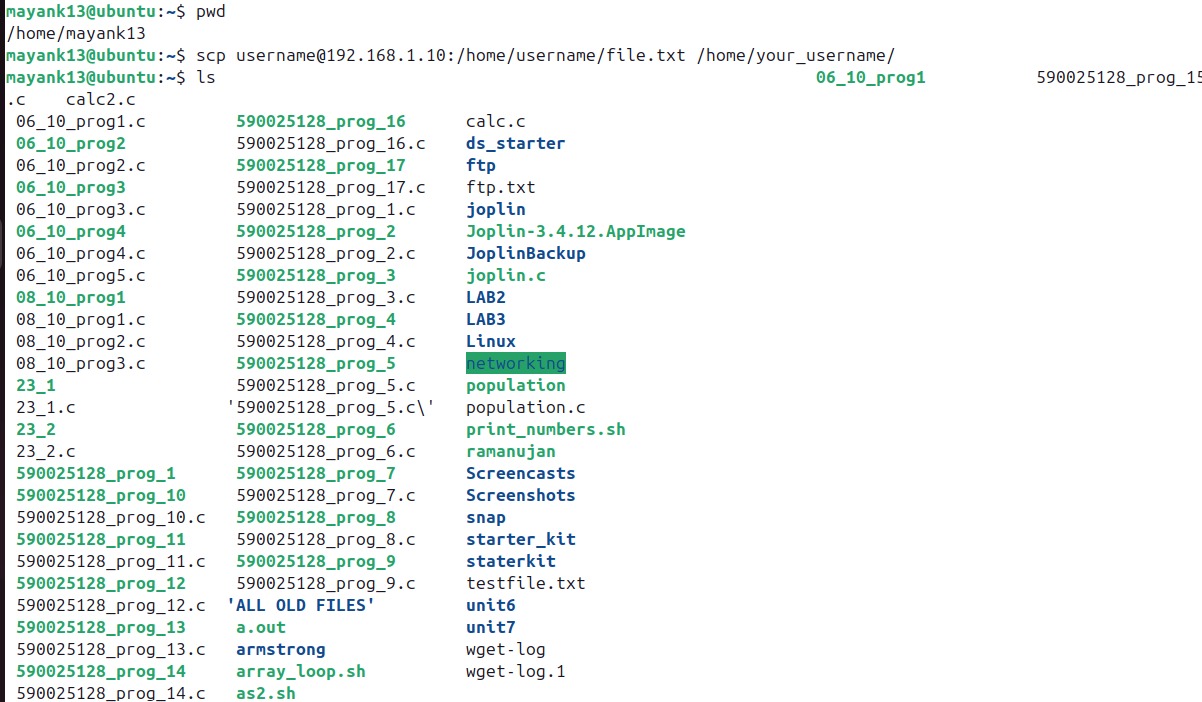 mayank13@ubuntu:~$ pwd
/home/mayank13
mayank13@ubuntu:~$ scp username@192.168.1.10:/home/username/file.txt /home/your_username/
mayank13@ubuntu:~$ ls 06_10_prog1 590025128_prog_15
.c calc2.c
06_10_prog1.c 590025128_prog_16 calc.c
06_10_prog2 590025128_prog_16.c ds_starter
06_10_prog2.c 590025128_prog_17 ftp
06_10_prog3 590025128_prog_17.c ftp.txt
06_10_prog3.c 590025128_prog_1.c joplin
06_10_prog4 590025128_prog_2 Joplin-3.4.12.AppImage
06_10_prog4.c 590025128_prog_2.c JoplinBackup
06_10_prog5.c 590025128_prog_3 joplin.c
08_10_prog1 590025128_prog_3.c LAB2
08_10_prog1.c 590025128_prog_4 LAB3
08_10_prog2.c 590025128_prog_4.c Linux
08_10_prog3.c 590025128_prog_5 networking
23_1 590025128_prog_5.c population
23_1.c '590025128_prog_5.c\' population.c
23_2 590025128_prog_6 print_numbers.sh
23_2.c 590025128_prog_6.c ramanujan
590025128_prog_1 590025128_prog_7 Screencasts
590025128_prog_10 590025128_prog_7.c Screenshots
590025128_prog_10.c 590025128_prog_8 snap
590025128_prog_11 590025128_prog_8.c starter_kit
590025128_prog_11.c 590025128_prog_9 staterkit
590025128_prog_12 590025128_prog_9.c testfile.txt
590025128_prog_12.c 'ALL OLD FILES' unit6
590025128_prog_13 a.out unit7
590025128_prog_13.c armstrong wget-log
590025128_prog_14 array_loop.sh wget-log.1
590025128_prog_14.c as2.sh